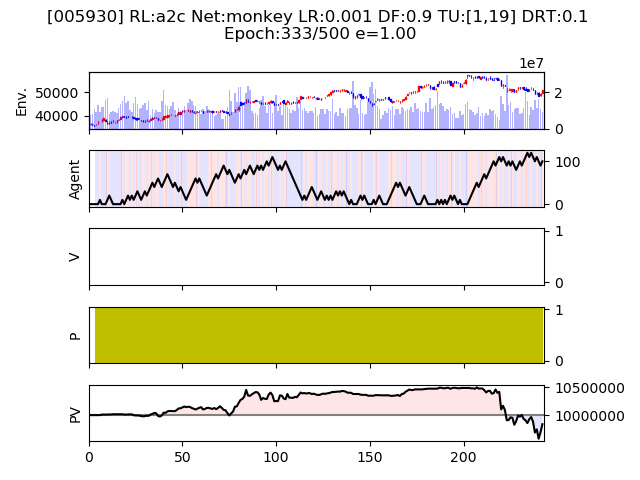 [005930] RL:a2c Net:monkey LR:0.001 DF:0.9 TU:[1,19] DRT:0.1
Epoch:333/500 e=1.00
1e7
Env.
50000
40000
2
0
Agent
100
0
V
1
0
P
1
0
PV
10500000
10000000
0
50
100
150
200